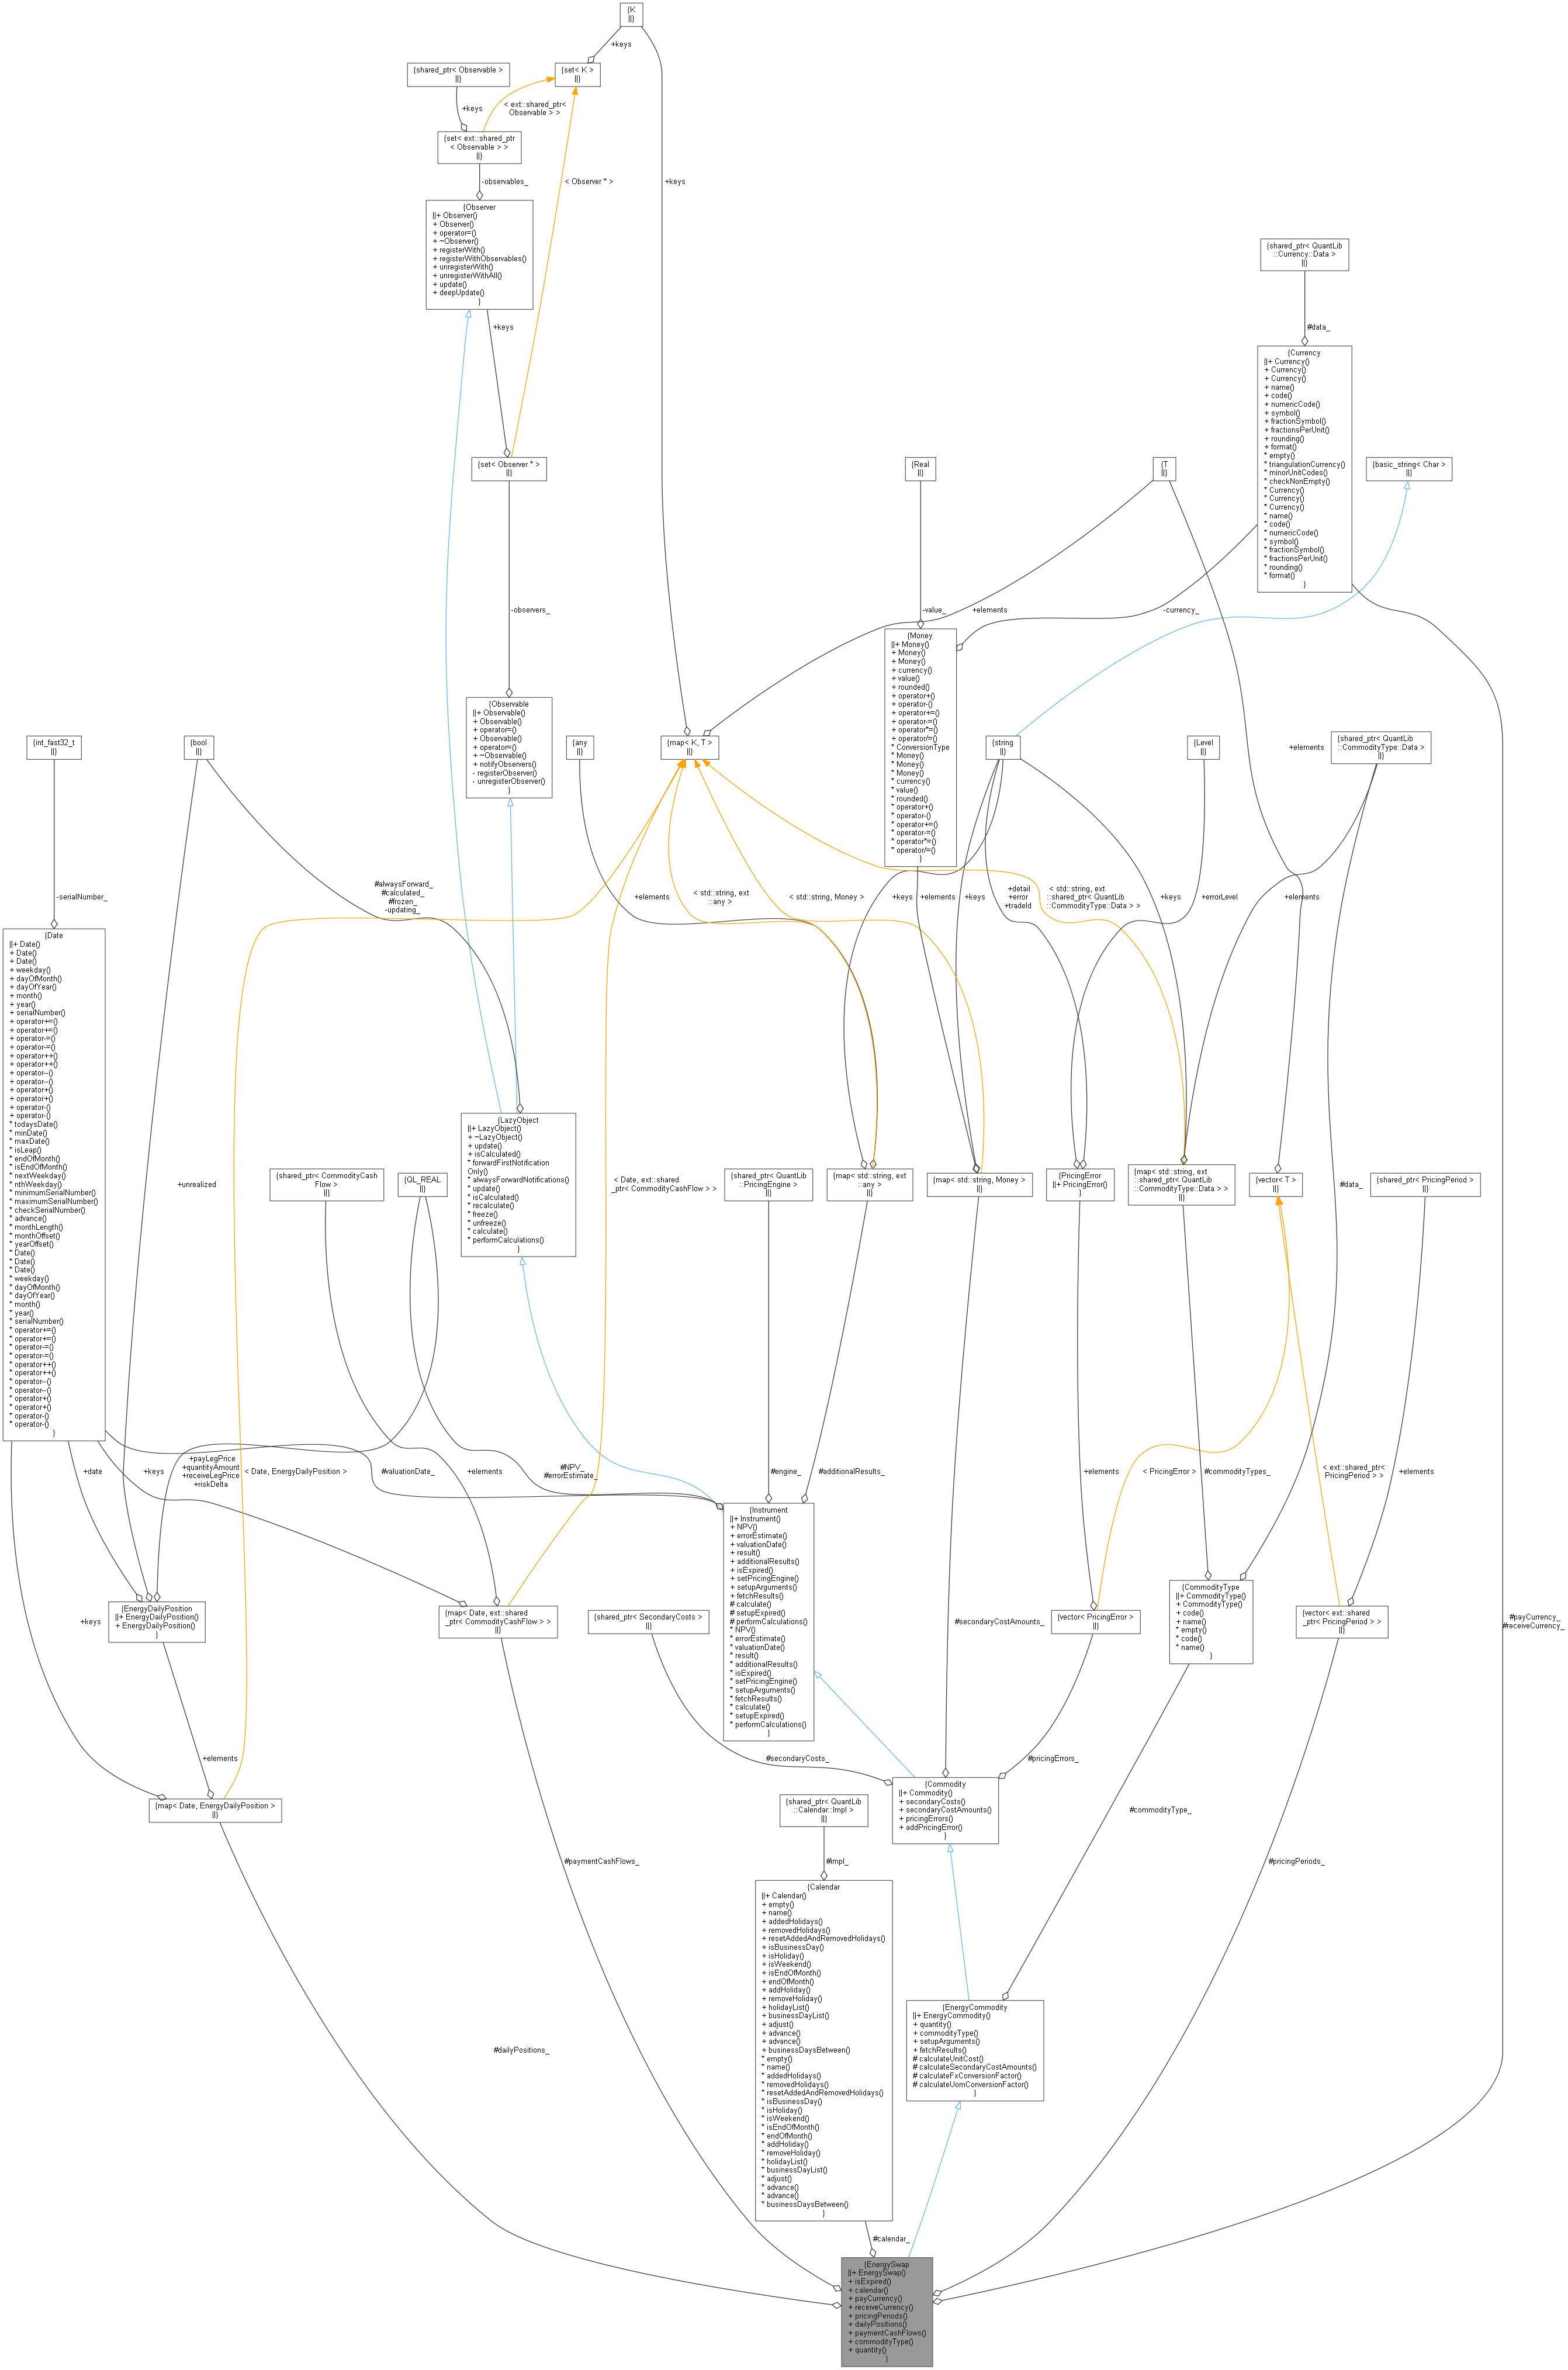 {K
||}
+keys
{shared_ptr< Observable >
||}
{set< K >
||}
+keys
< ext::shared_ptr<
Observable > >
{set< ext::shared_ptr
< Observable > >
||}
-observables_
< Observer * >
+keys
{Observer
||+ Observer()
+ Observer()
+ operator=()
+ ~Observer()
+ registerWith()
+ registerWithObservables()
+ unregisterWith()
+ unregisterWithAll()
+ update()
+ deepUpdate()
}
{shared_ptr< QuantLib
::Currency::Data >
||}
+keys
#data_
{Currency
||+ Currency()
+ Currency()
+ Currency()
+ name()
+ code()
+ numericCode()
+ symbol()
+ fractionSymbol()
+ fractionsPerUnit()
+ rounding()
+ format()
* empty()
* triangulationCurrency()
* minorUnitCodes()
* checkNonEmpty()
* Currency()
* Currency()
* Currency()
* name()
* code()
* numericCode()
* symbol()
* fractionSymbol()
* fractionsPerUnit()
* rounding()
* format()
}
{set< Observer * >
||}
{Real
||}
{T
||}
{basic_string< Char >
||}
-observers_
-value_
+elements
-currency_
{Money
||+ Money()
+ Money()
+ Money()
+ currency()
+ value()
+ rounded()
+ operator+()
+ operator-()
+ operator+=()
+ operator-=()
+ operator*=()
+ operator/=()
* ConversionType
* Money()
* Money()
* Money()
* currency()
* value()
* rounded()
* operator+()
* operator-()
* operator+=()
* operator-=()
* operator*=()
* operator/=()
}
{Observable
||+ Observable()
+ Observable()
+ operator=()
+ Observable()
+ operator=()
+ ~Observable()
+ notifyObservers()
- registerObserver()
- unregisterObserver()
}
{int_fast32_t
||}
{bool
||}
{any
||}
{map< K, T >
||}
{string
||}
{Level
||}
+elements
{shared_ptr< QuantLib
::CommodityType::Data >
||}
-serialNumber_
#alwaysForward_
#calculated_
#frozen_
-updating_
+elements
< std::string, ext
::any >
< std::string, Money >
+keys
+elements
+keys
+detail
+error
+tradeId
< std::string, ext
::shared_ptr< QuantLib
::CommodityType::Data > >
+keys
+errorLevel
+elements
{Date
||+ Date()
+ Date()
+ Date()
+ weekday()
+ dayOfMonth()
+ dayOfYear()
+ month()
+ year()
+ serialNumber()
+ operator+=()
+ operator+=()
+ operator-=()
+ operator-=()
+ operator++()
+ operator++()
+ operator--()
+ operator--()
+ operator+()
+ operator+()
+ operator-()
+ operator-()
* todaysDate()
* minDate()
* maxDate()
* isLeap()
* endOfMonth()
* isEndOfMonth()
* nextWeekday()
* nthWeekday()
* minimumSerialNumber()
* maximumSerialNumber()
* checkSerialNumber()
* advance()
* monthLength()
* monthOffset()
* yearOffset()
* Date()
* Date()
* Date()
* weekday()
* dayOfMonth()
* dayOfYear()
* month()
* year()
* serialNumber()
* operator+=()
* operator+=()
* operator-=()
* operator-=()
* operator++()
* operator++()
* operator--()
* operator--()
* operator+()
* operator+()
* operator-()
* operator-()
}
{LazyObject
||+ LazyObject()
+ ~LazyObject()
+ update()
+ isCalculated()
* forwardFirstNotification
Only()
* alwaysForwardNotifications()
* update()
* isCalculated()
* recalculate()
* freeze()
* unfreeze()
* calculate()
* performCalculations()
}
+unrealized
{shared_ptr< CommodityCash
Flow >
||}
{QL_REAL
||}
< Date, ext::shared
_ptr< CommodityCashFlow > >
{shared_ptr< QuantLib
::PricingEngine >
||}
{map< std::string, ext
::any >
||}
{map< std::string, Money >
||}
{PricingError
||+ PricingError()
}
{map< std::string, ext
::shared_ptr< QuantLib
::CommodityType::Data > >
||}
{vector< T >
||}
#data_
{shared_ptr< PricingPeriod >
||}
+date
+keys
+payLegPrice
+quantityAmount
+receiveLegPrice
+riskDelta
< Date, EnergyDailyPosition >
#valuationDate_
+elements
#NPV_
#errorEstimate_
#engine_
#additionalResults_
+elements
< PricingError >
#commodityTypes_
< ext::shared_ptr<
PricingPeriod > >
+elements
{Instrument
||+ Instrument()
+ NPV()
+ errorEstimate()
+ valuationDate()
+ result()
+ additionalResults()
+ isExpired()
+ setPricingEngine()
+ setupArguments()
+ fetchResults()
# calculate()
# setupExpired()
# performCalculations()
* NPV()
* errorEstimate()
* valuationDate()
* result()
* additionalResults()
* isExpired()
* setPricingEngine()
* setupArguments()
* fetchResults()
* calculate()
* setupExpired()
* performCalculations()
}
+keys
{EnergyDailyPosition
||+ EnergyDailyPosition()
+ EnergyDailyPosition()
}
{map< Date, ext::shared
_ptr< CommodityCashFlow > >
||}
{shared_ptr< SecondaryCosts >
||}
#secondaryCostAmounts_
{vector< PricingError >
||}
{CommodityType
||+ CommodityType()
+ CommodityType()
+ code()
+ name()
* empty()
* code()
* name()
}
{vector< ext::shared
_ptr< PricingPeriod > >
||}
#payCurrency_
#receiveCurrency_
+elements
#secondaryCosts_
#pricingErrors_
{map< Date, EnergyDailyPosition >
||}
{shared_ptr< QuantLib
::Calendar::Impl >
||}
{Commodity
||+ Commodity()
+ secondaryCosts()
+ secondaryCostAmounts()
+ pricingErrors()
+ addPricingError()
}
#commodityType_
#paymentCashFlows_
#impl_
#pricingPeriods_
{Calendar
||+ Calendar()
+ empty()
+ name()
+ addedHolidays()
+ removedHolidays()
+ resetAddedAndRemovedHolidays()
+ isBusinessDay()
+ isHoliday()
+ isWeekend()
+ isEndOfMonth()
+ endOfMonth()
+ addHoliday()
+ removeHoliday()
+ holidayList()
+ businessDayList()
+ adjust()
+ advance()
+ advance()
+ businessDaysBetween()
* empty()
* name()
* addedHolidays()
* removedHolidays()
* resetAddedAndRemovedHolidays()
* isBusinessDay()
* isHoliday()
* isWeekend()
* isEndOfMonth()
* endOfMonth()
* addHoliday()
* removeHoliday()
* holidayList()
* businessDayList()
* adjust()
* advance()
* advance()
* businessDaysBetween()
}
{EnergyCommodity
||+ EnergyCommodity()
+ quantity()
+ commodityType()
+ setupArguments()
+ fetchResults()
# calculateUnitCost()
# calculateSecondaryCostAmounts()
# calculateFxConversionFactor()
# calculateUomConversionFactor()
}
#dailyPositions_
#calendar_
{EnergySwap
||+ EnergySwap()
+ isExpired()
+ calendar()
+ payCurrency()
+ receiveCurrency()
+ pricingPeriods()
+ dailyPositions()
+ paymentCashFlows()
+ commodityType()
+ quantity()
}